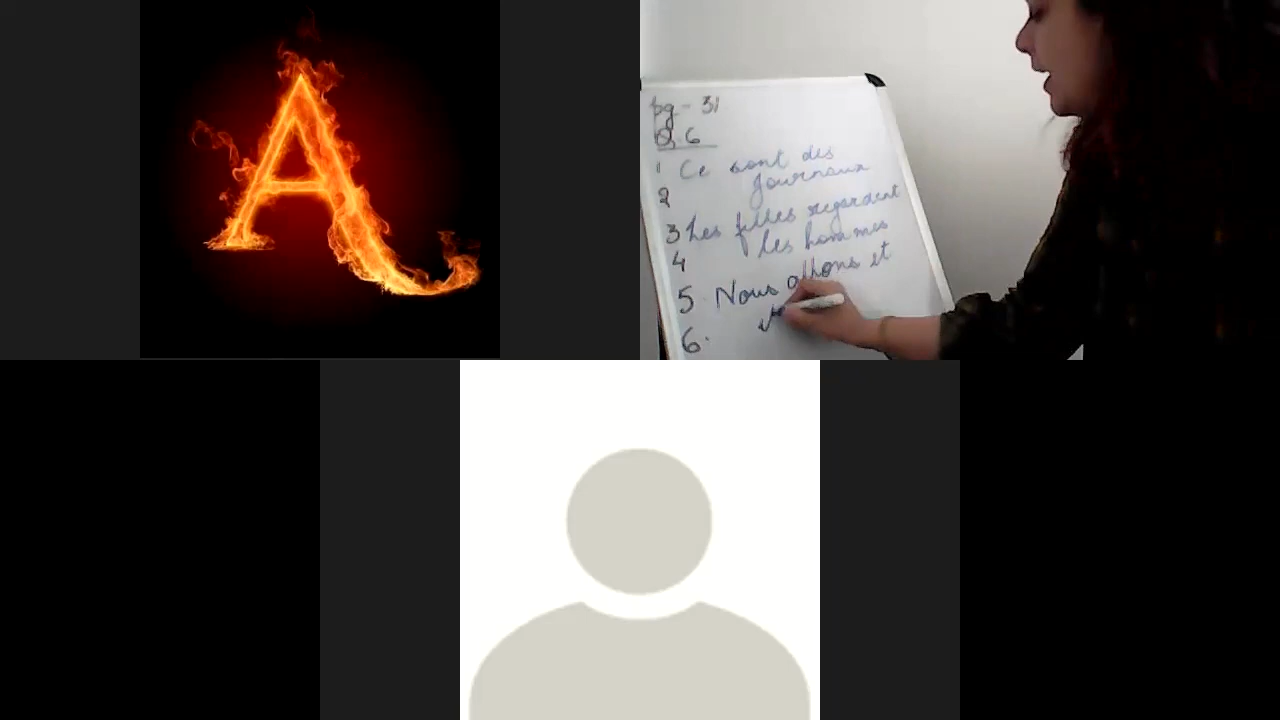 A
pg - 31
Q 6
1 Ce sont des
journaux
2
3 Les filles regardent
les hommes
4
5. Nous allons et
6.